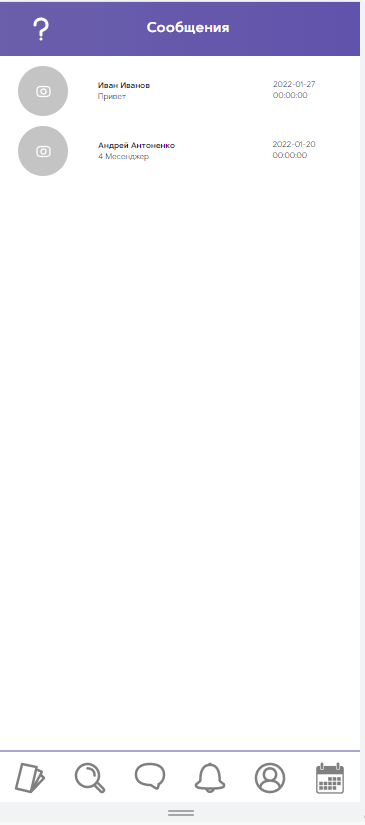 ?
Сообщения
Иван Иванов
Привет
2022-01-27
00:00:00
Андрей Антоненко
4 Месенджер
2022-01-20
00:00:00